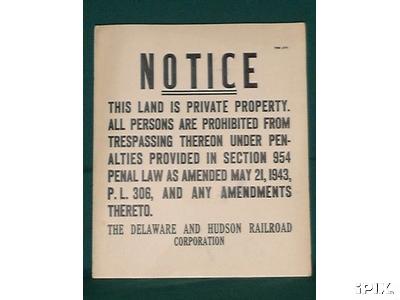 NOTICE
THIS LAND IS PRIVATE PROPERTY.
ALL PERSONS ARE PROHIBITED FROM
TRESPASSING THEREON UNDER PEN-
ALTIES PROVIDED IN SECTION 954
PENAL LAW AS AMENDED MAY 21, 1943,
P. L. 306, AND ANY AMENDMENTS
THERETO.
THE DELAWARE AND HUDSON RAILROAD
CORPORATION
iPIX